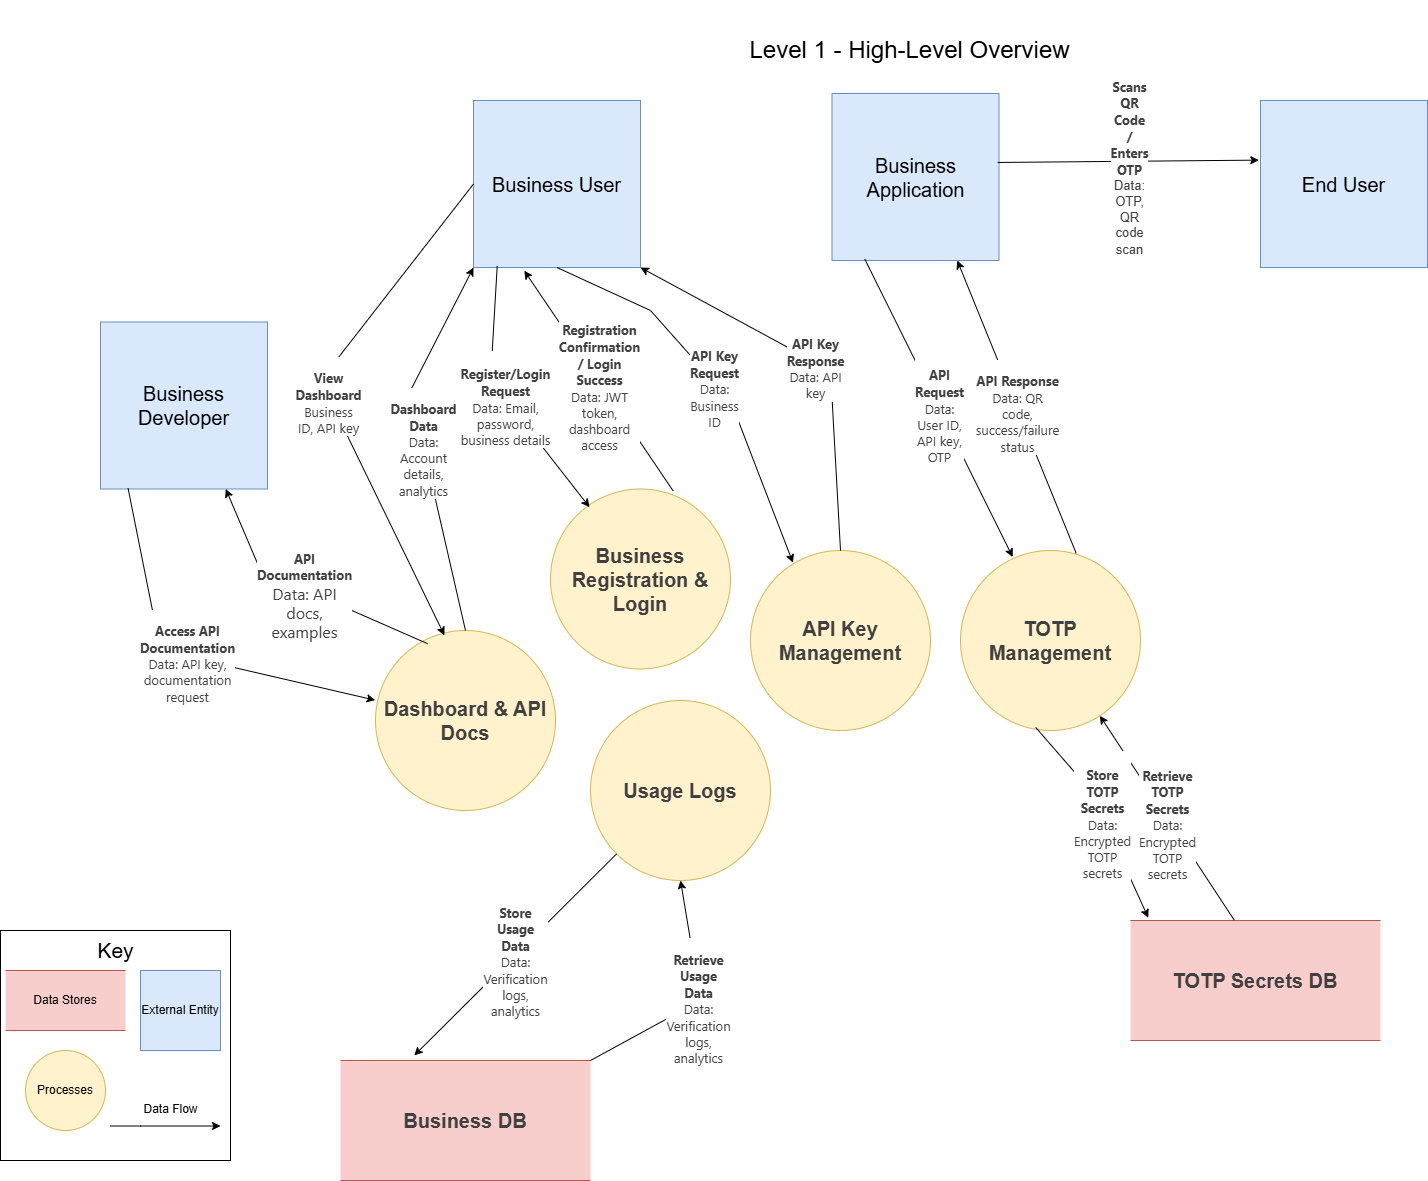 Level 1 - High-Level Overview
Business User
Business
Application
Scans
QR
Code
/
Enters
OTP
Data:
OTP,
QR
code
scan
End User
Business
Developer
View
Dashboard
Business
ID, API key
Dashboard
Data
Data:
Account
details,
analytics
Register/Login
Request
Data: Email,
password,
business details
Registration
Confirmation
/ Login
Success
Data: JWT
token,
dashboard
access
API Key
Request
Data:
Business
ID
API Key
Response
Data: API
key
API
Request
Data:
User ID,
API key,
OTP
API Response
Data: QR
code,
success/failure
status
API
Documentation
Data: API
docs,
examples
Access API
Documentation
Data: API key,
documentation
request
Business
Registration &
Login
API Key
Management
TOTP
Management
Dashboard & API
Docs
Usage Logs
Store
TOTP
Secrets
Data:
Encrypted
TOTP
secrets
Retrieve
TOTP
Secrets
Data:
Encrypted
TOTP
secrets
Store
Usage
Data
Data:
Verification
logs,
analytics
Retrieve
Usage
Data
Data:
Verification
logs,
analytics
TOTP Secrets DB
Business DB
Key
Data Stores
External Entity
Processes
Data Flow